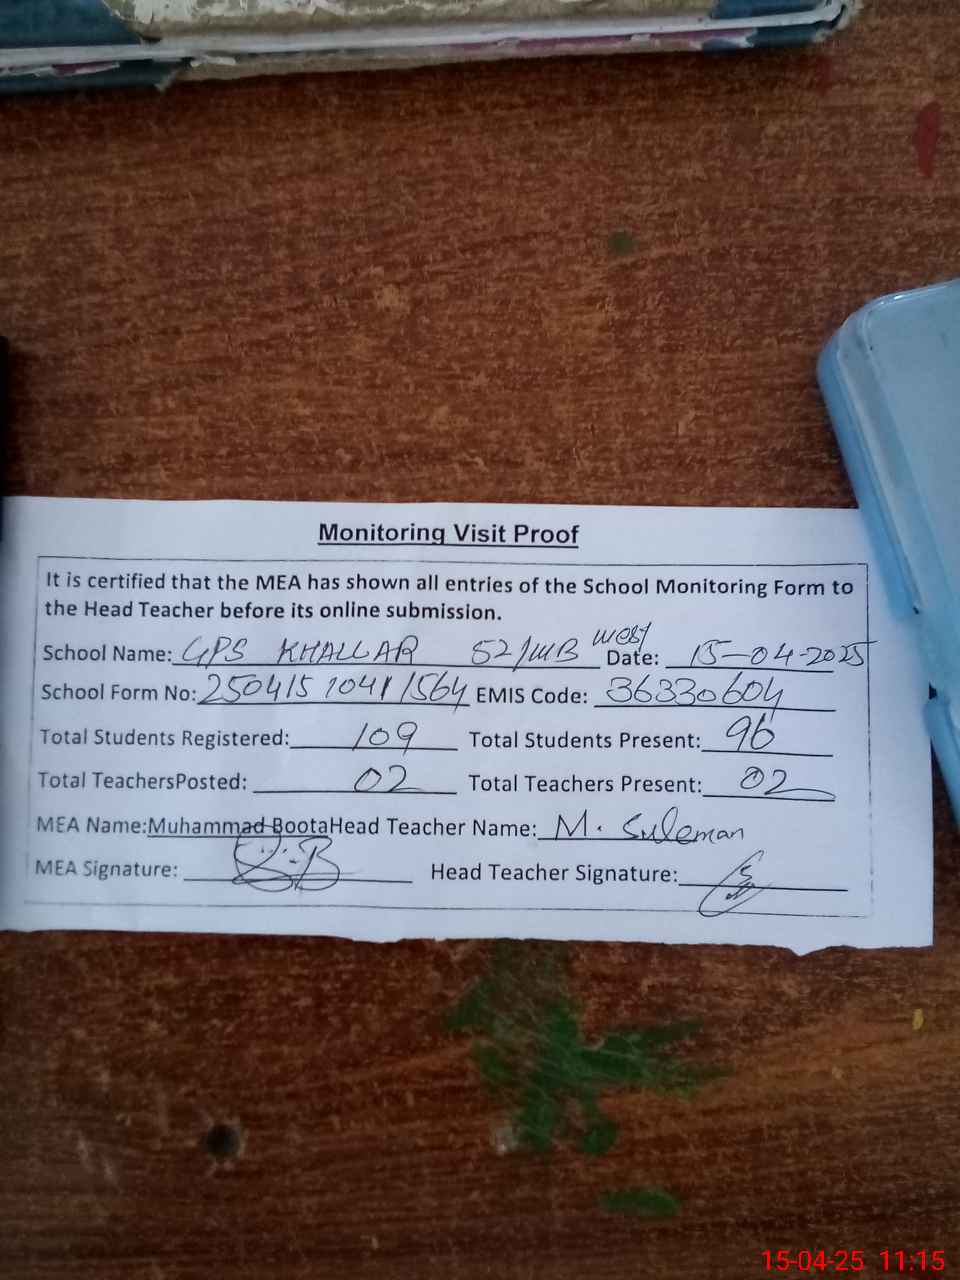 Monitoring Visit Proof
It is certified that the MEA has shown all entries of the School Monitoring Form to
the Head Teacher before its online submission.
School Name: GPS KHALLAR 52/MB west Date: 15-04-2025
School Form No: 250415 1041 1564 EMIS Code: 36330604
Total Students Registered: 109 Total Students Present: 96
Total TeachersPosted: 02 Total Teachers Present: 02
MEA Name:Muhammad BootaHead Teacher Name: M. Suleman
MEA Signature: Head Teacher Signature:
15-04-25 11:15